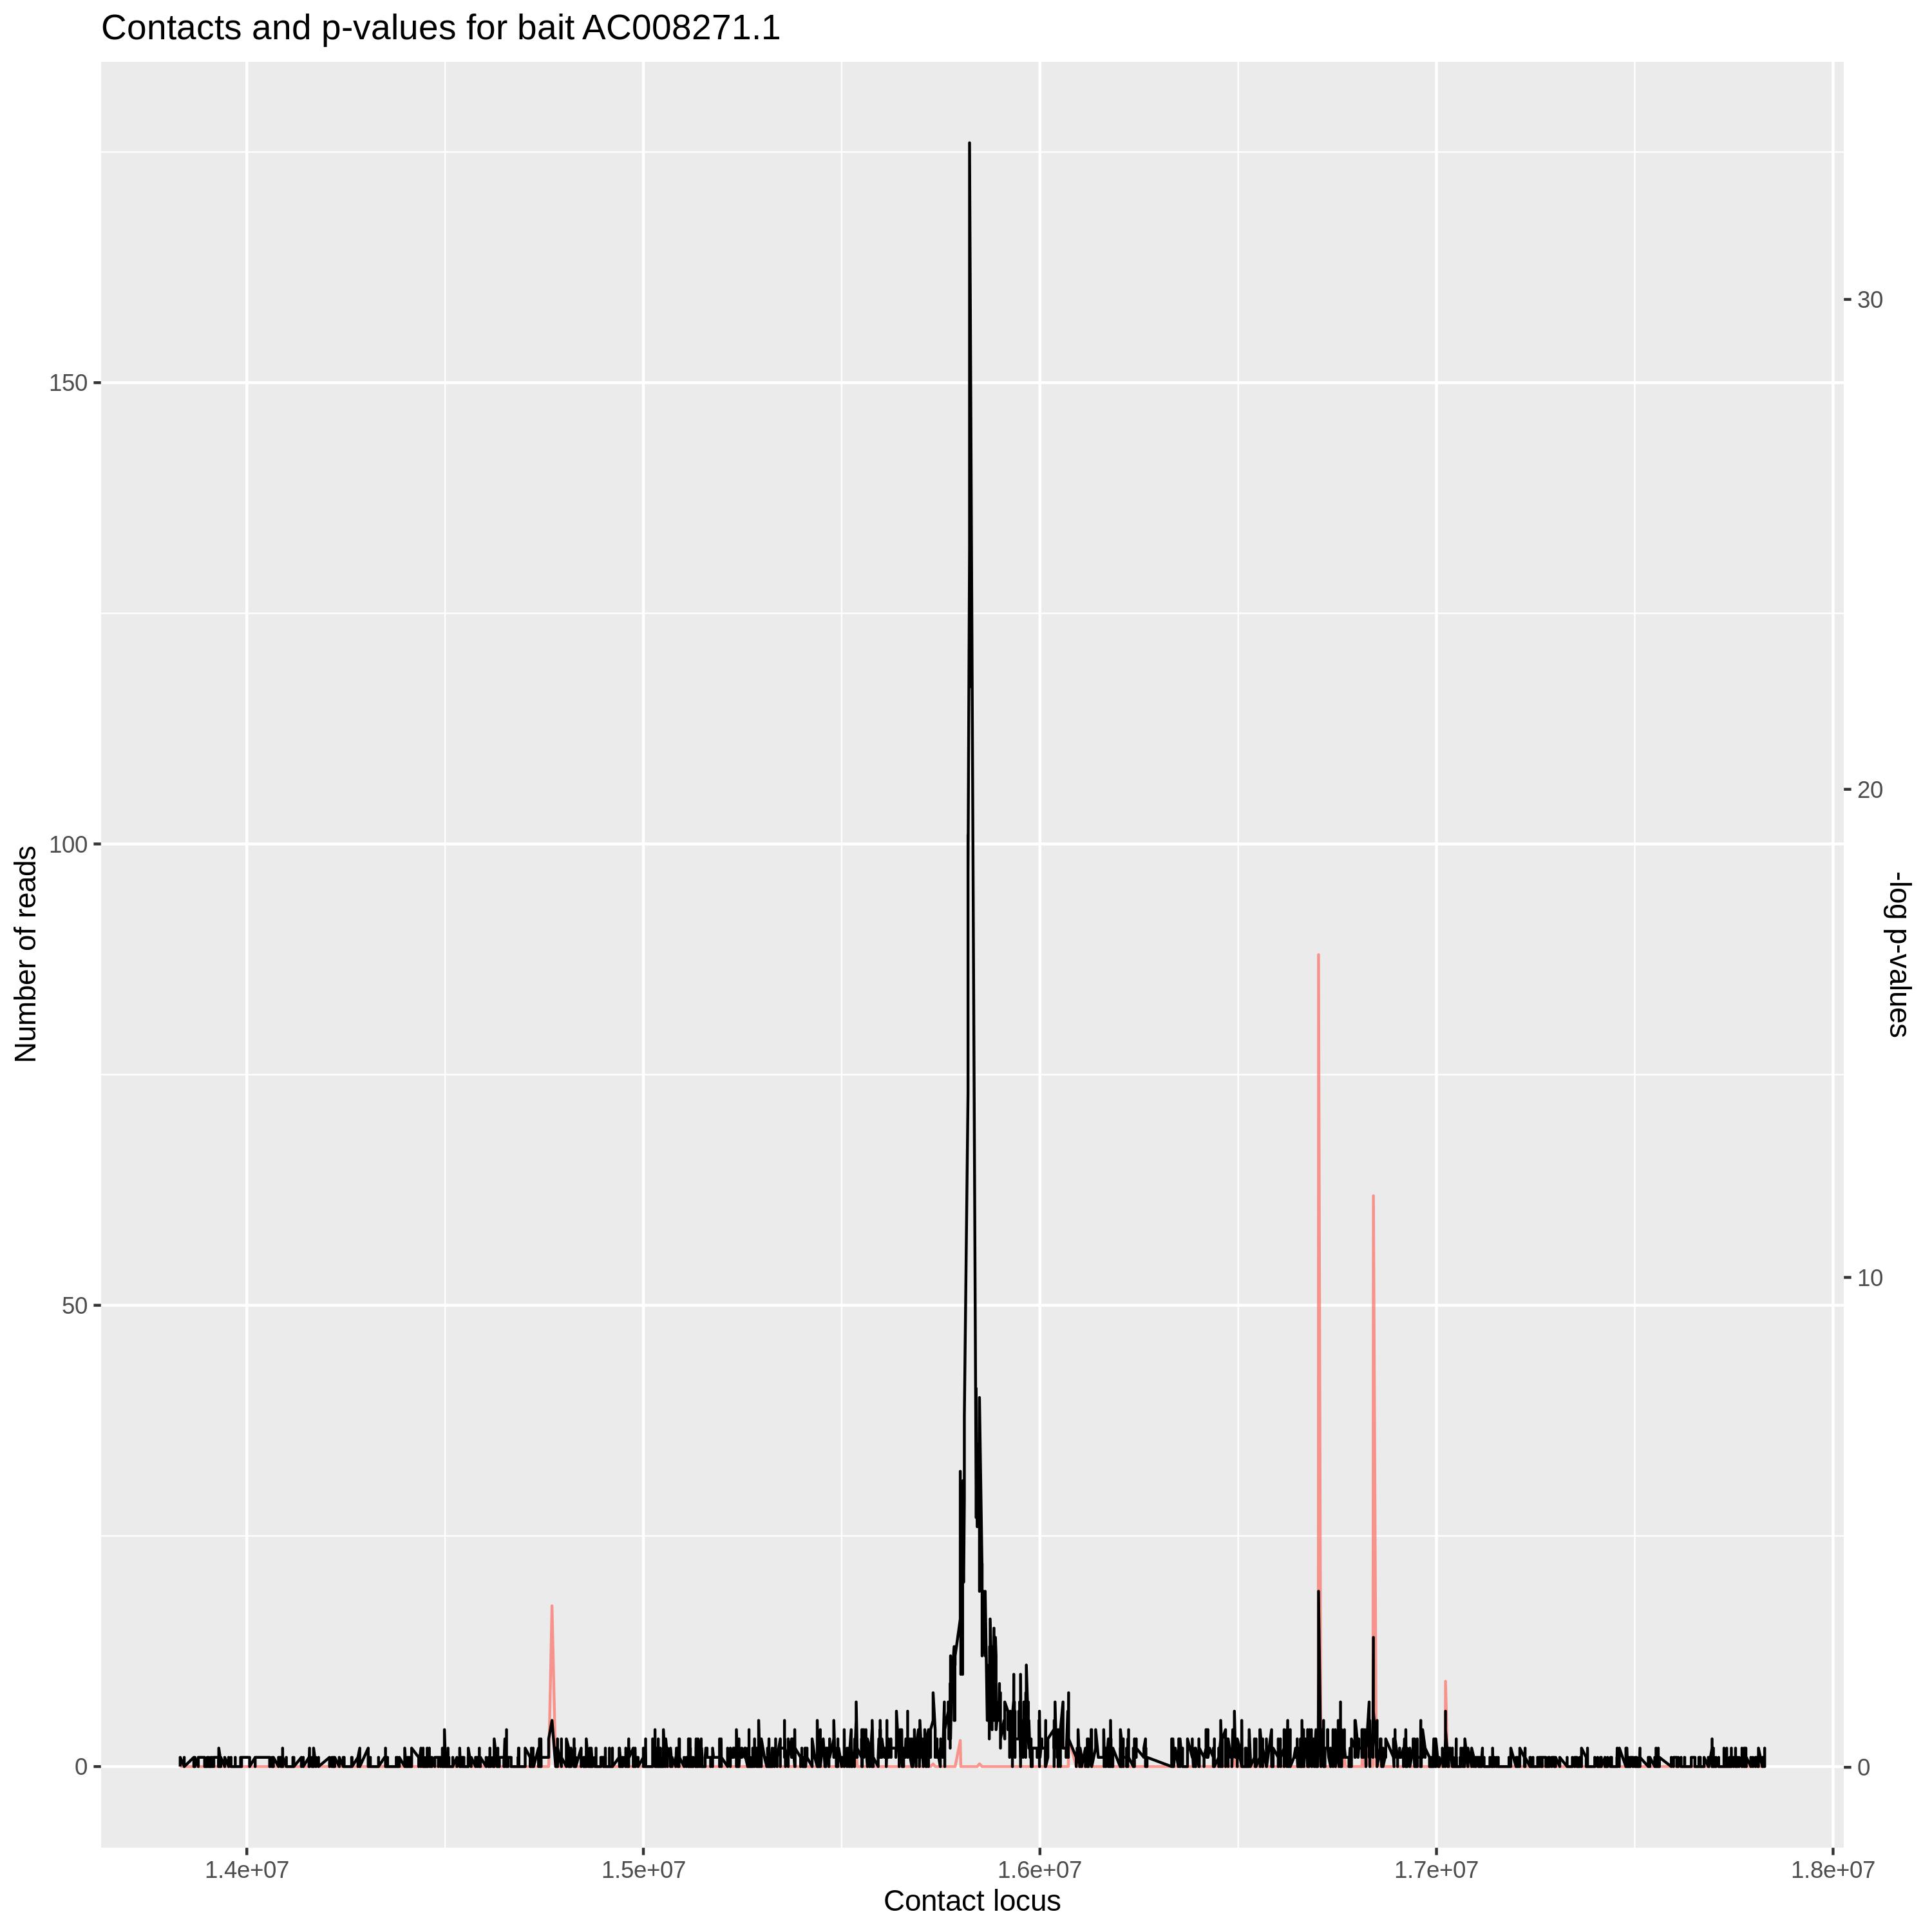 Contacts and p-values for bait AC008271.1
Number of reads
150
100
50
0
30
20
10
0
-log p-values
1.4e+07 1.5e+07 1.6e+07 1.7e+07 1.8e+07
Contact locus